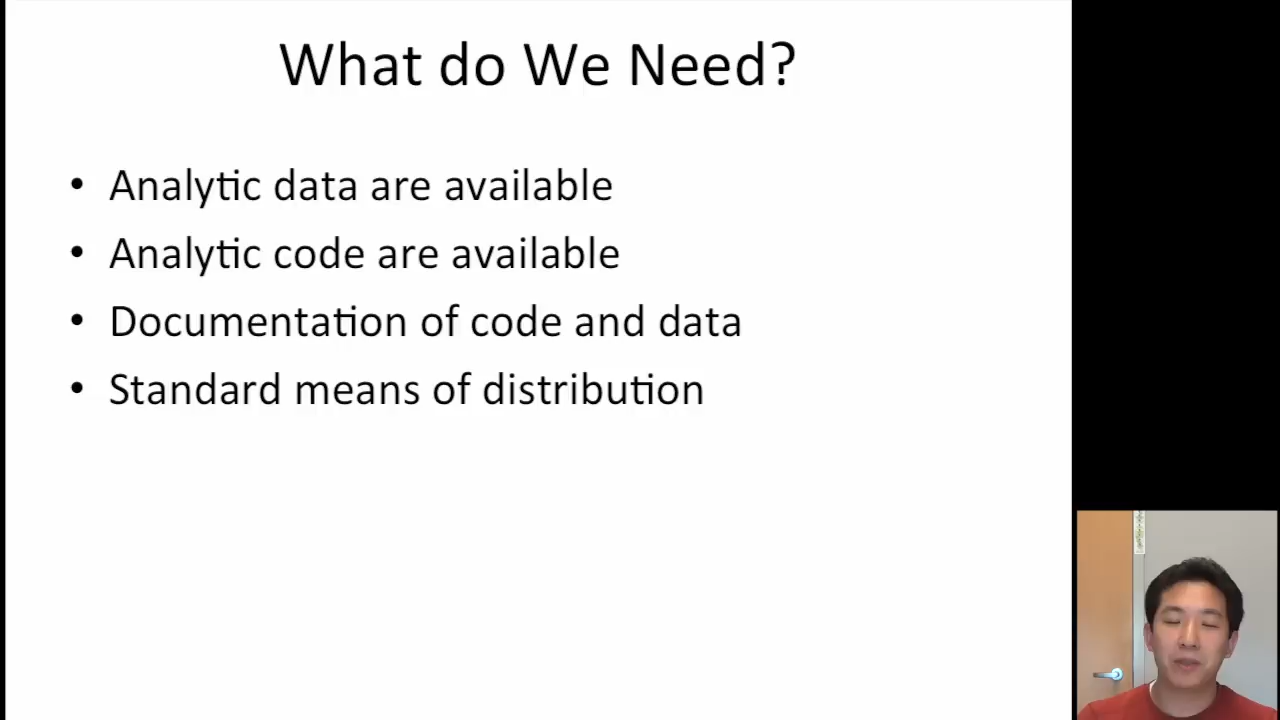 What do We Need?
• Analytic data are available
• Analytic code are available
• Documentation of code and data
• Standard means of distribution